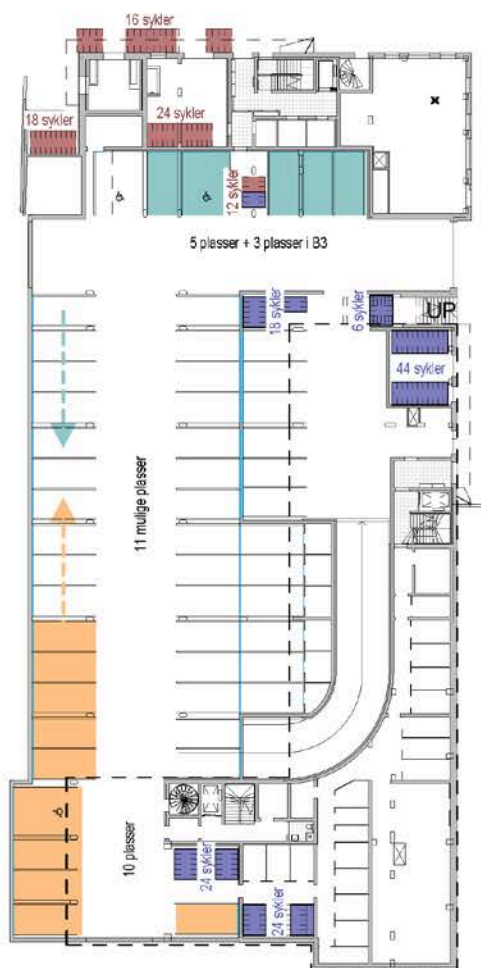 16 sykler
24 sykler
18 sykler
12 sykler
5 plasser + 3 plasser i B3
18 sykler
6 sykler
UP
44 sykler
11 mulige plasser
10 plasser
24 sykler
24 sykler